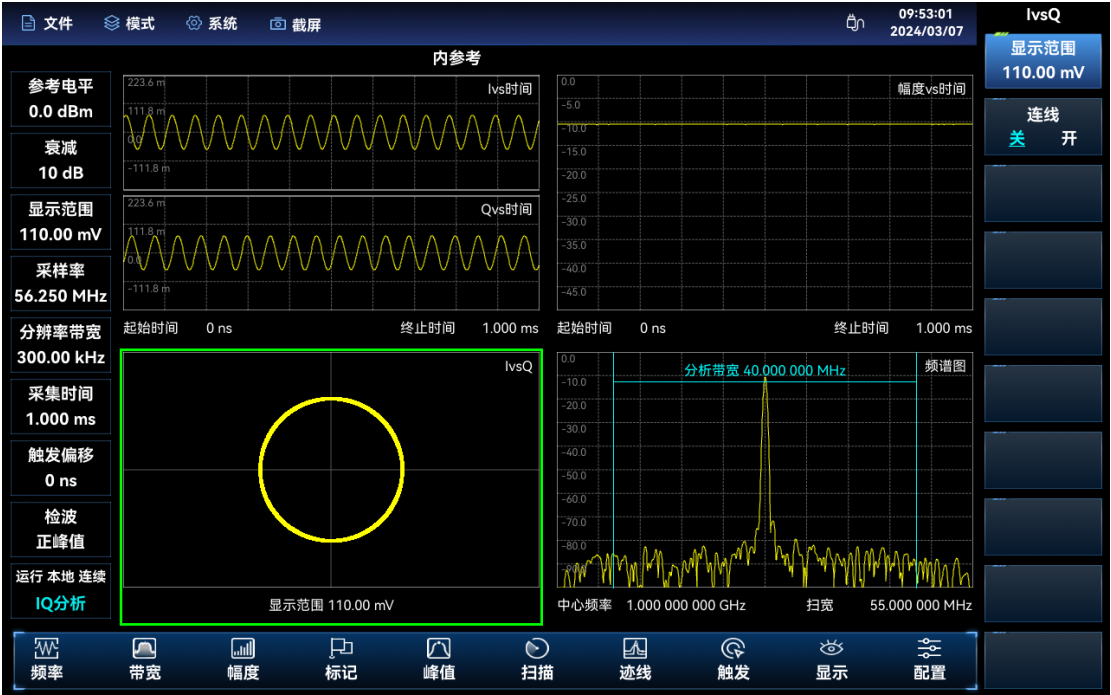 文件
模式
系统
截屏
09:53:01
2024/03/07
IvsQ
内参考
参考电平
0.0 dBm
衰减
10 dB
显示范围
110.00 mV
采样率
56.250 MHz
分辨率带宽
300.00 kHz
采集时间
1.000 ms
触发偏移
0 ns
检波
正峰值
运行 本地 连续
IQ分析
223.6 m
Ivs时间
111.8 m
0.0
-111.8 m
223.6 m
Qvs时间
111.8 m
0.0
-111.8 m
起始时间 0 ns 终止时间 1.000 ms
0.0
幅度vs时间
-5.0
-10.0
-15.0
-20.0
-25.0
-30.0
-35.0
-40.0
-45.0
起始时间 0 ns 终止时间 1.000 ms
IvsQ
显示范围 110.00 mV
0.0
频谱图
分析带宽 40.000 000 MHz
-10.0
-20.0
-30.0
-40.0
-50.0
-60.0
-70.0
-80.0
-90.0
中心频率 1.000 000 000 GHz 扫宽 55.000 000 MHz
显示范围
110.00 mV
连线
关 开
频率
带宽
幅度
标记
峰值
扫描
迹线
触发
显示
配置